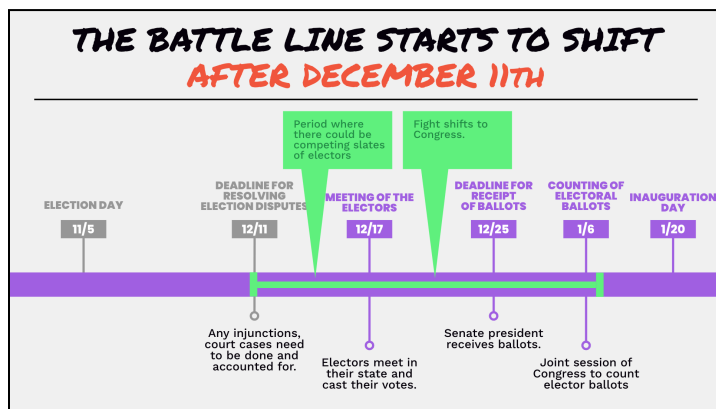 THE BATTLE LINE STARTS TO SHIFT
AFTER DECEMBER 11TH
Period where
there could be
competing slates
of electors
Fight shifts to
Congress.
ELECTION DAY
11/5
DEADLINE FOR
RESOLVING
ELECTION DISPUTES
12/11
MEETING OF THE
ELECTORS
12/17
DEADLINE FOR
RECEIPT
OF BALLOTS
12/25
COUNTING OF
ELECTORAL
BALLOTS
1/6
INAUGURATION
DAY
1/20
Any injunctions,
court cases need
to be done and
accounted for.
Electors meet in
their state and
cast their votes.
Senate president
receives ballots.
Joint session of
Congress to count
elector ballots